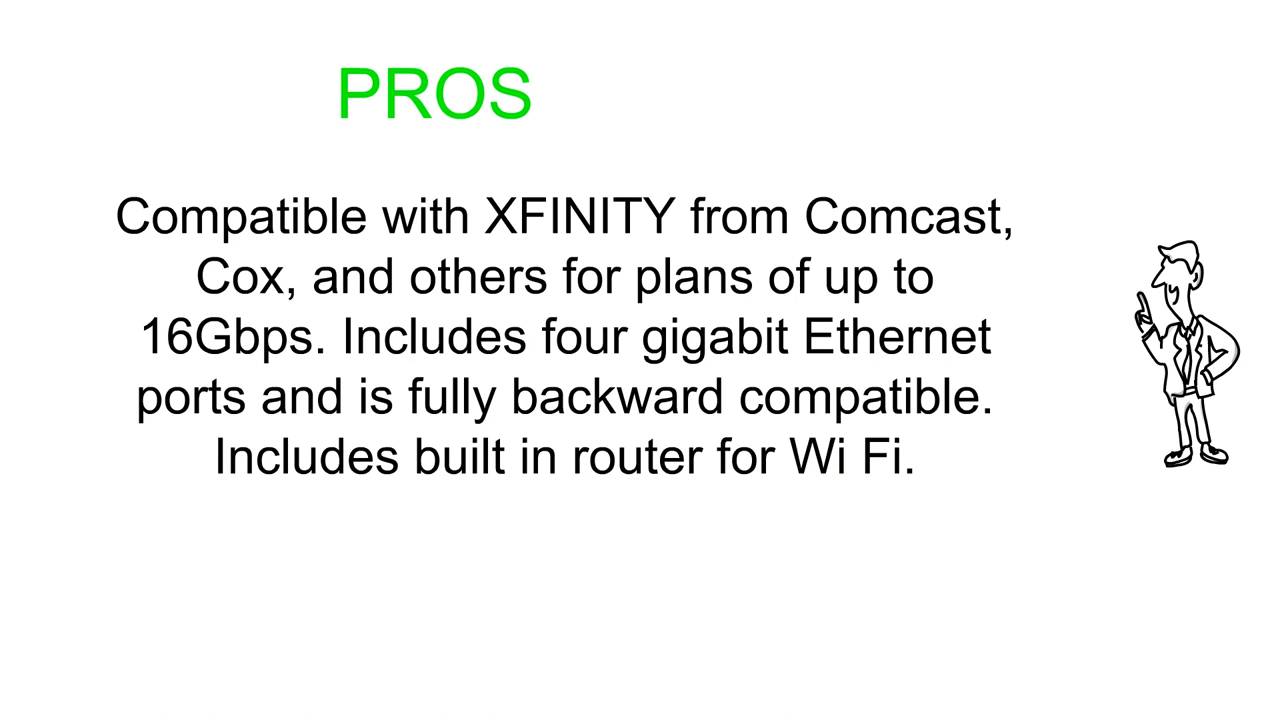 PROS
Compatible with XFINITY from Comcast,
Cox, and others for plans of up to
16Gbps. Includes four gigabit Ethernet
ports and is fully backward compatible.
Includes built in router for Wi Fi.